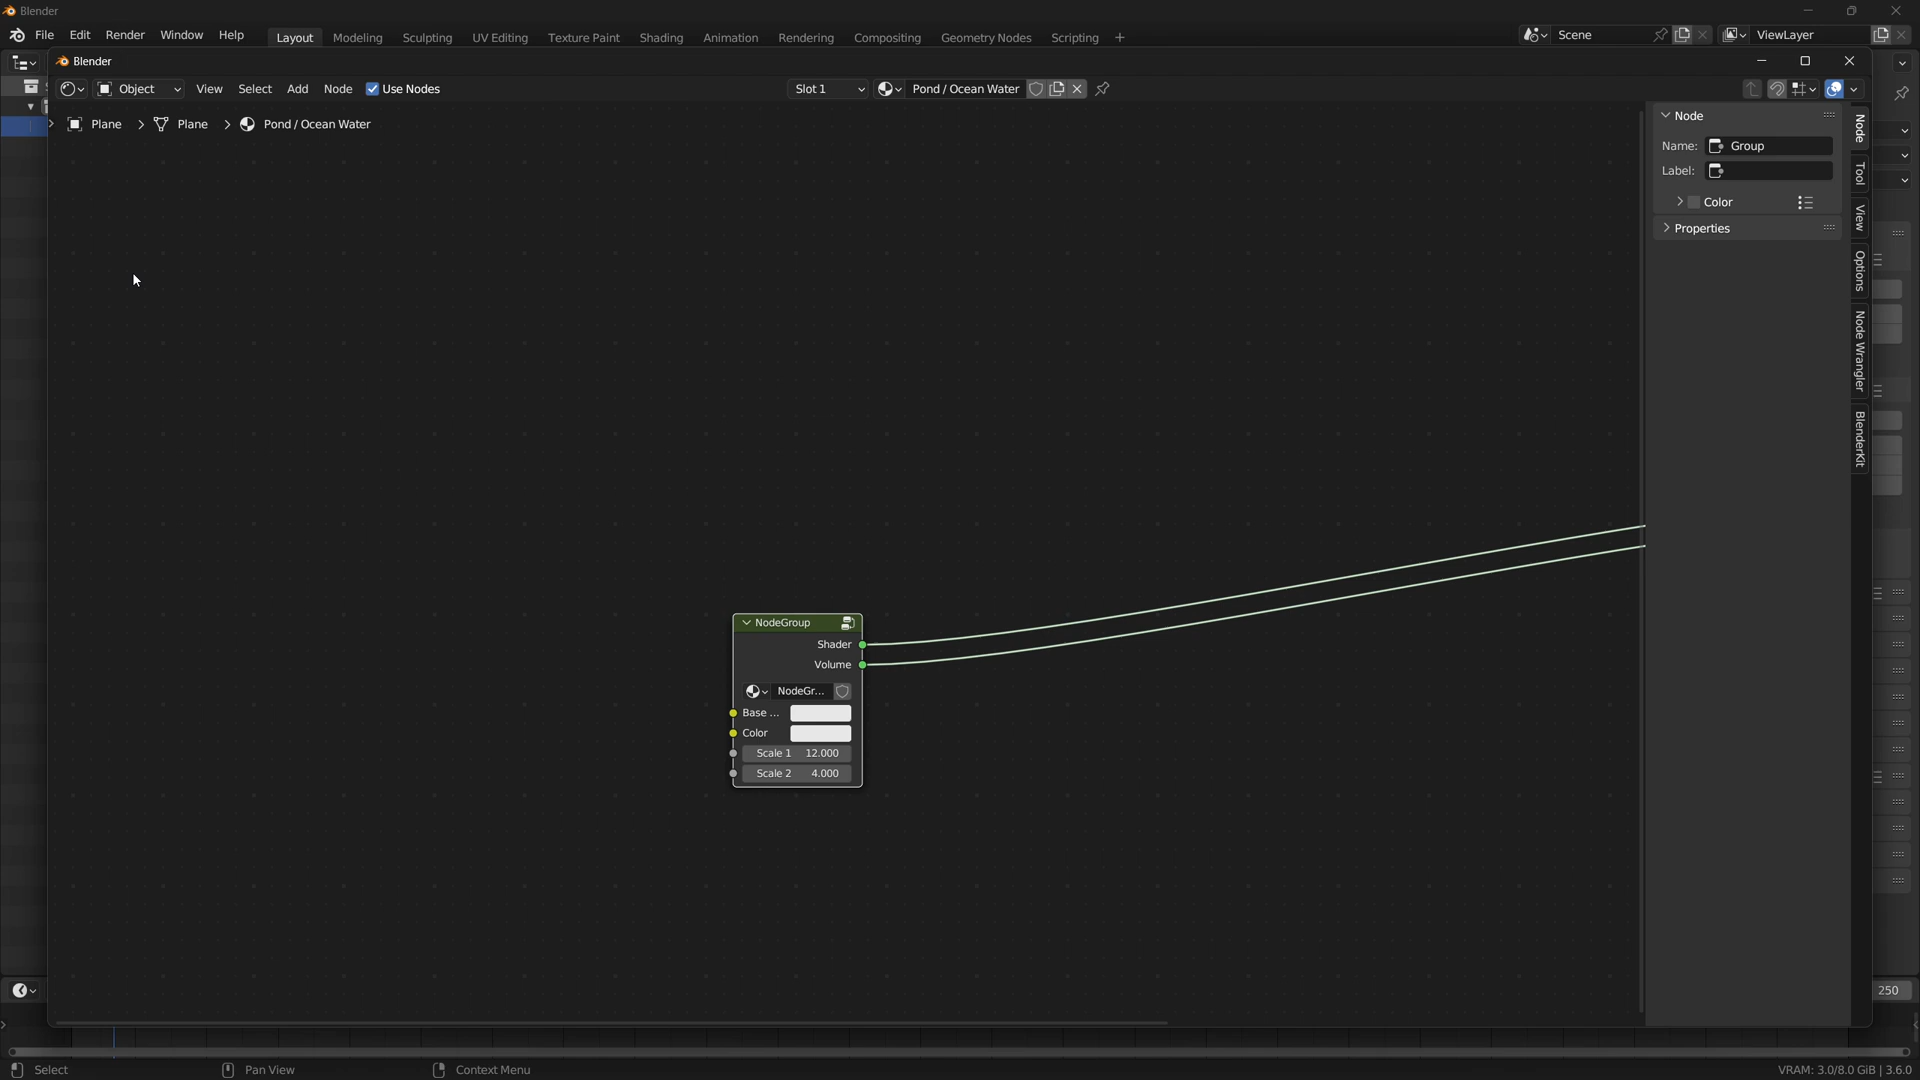 Blender
File Edit Render Window Help Layout Modeling Sculpting UV Editing Texture Paint Shading Animation Rendering Compositing Geometry Nodes Scripting + Scene ViewLayer
Blender
Object View Select Add Node Use Nodes Slot 1 Pond / Ocean Water
Plane > Plane > Pond / Ocean Water
Node
Name: Group
Label:
Color
Properties
Node
Tool
View
Options
Node Wrangler
BlenderKit
NodeGroup
Shader
Volume
NodeGr...
Base ...
Color
Scale 1 12.000
Scale 2 4.000
250
Select Pan View Context Menu VRAM: 3.0/8.0 GiB | 3.6.0